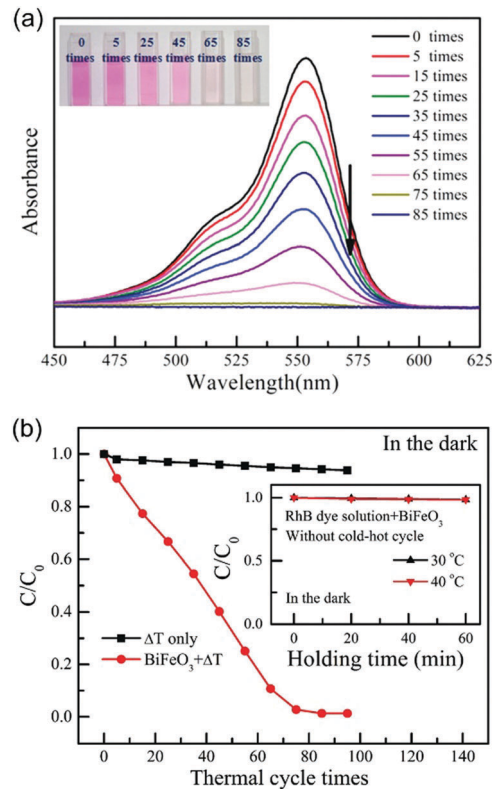 (a)
0 5 25 45 65 85
times times times times times times
0 times
5 times
15 times
25 times
35 times
45 times
55 times
65 times
75 times
85 times
Absorbance
450 475 500 525 550 575 600 625
Wavelength(nm)
(b)
In the dark
1.0
0.8
0.6
0.4
0.2
0.0
C/C0
ΔT only
BiFeO3+ΔT
1.0
0.5
0.0
C/C0
RhB dye solution+BiFeO3
Without cold-hot cycle
30 °C
40 °C
In the dark
0 20 40 60
Holding time (min)
0 20 40 60 80 100 120 140
Thermal cycle times